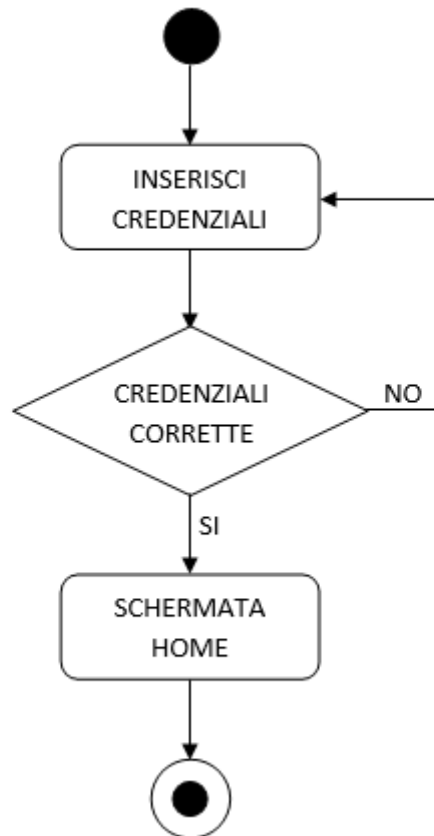 INSERISCI
CREDENZIALI
CREDENZIALI
CORRETTE
NO
SI
SCHERMATA
HOME